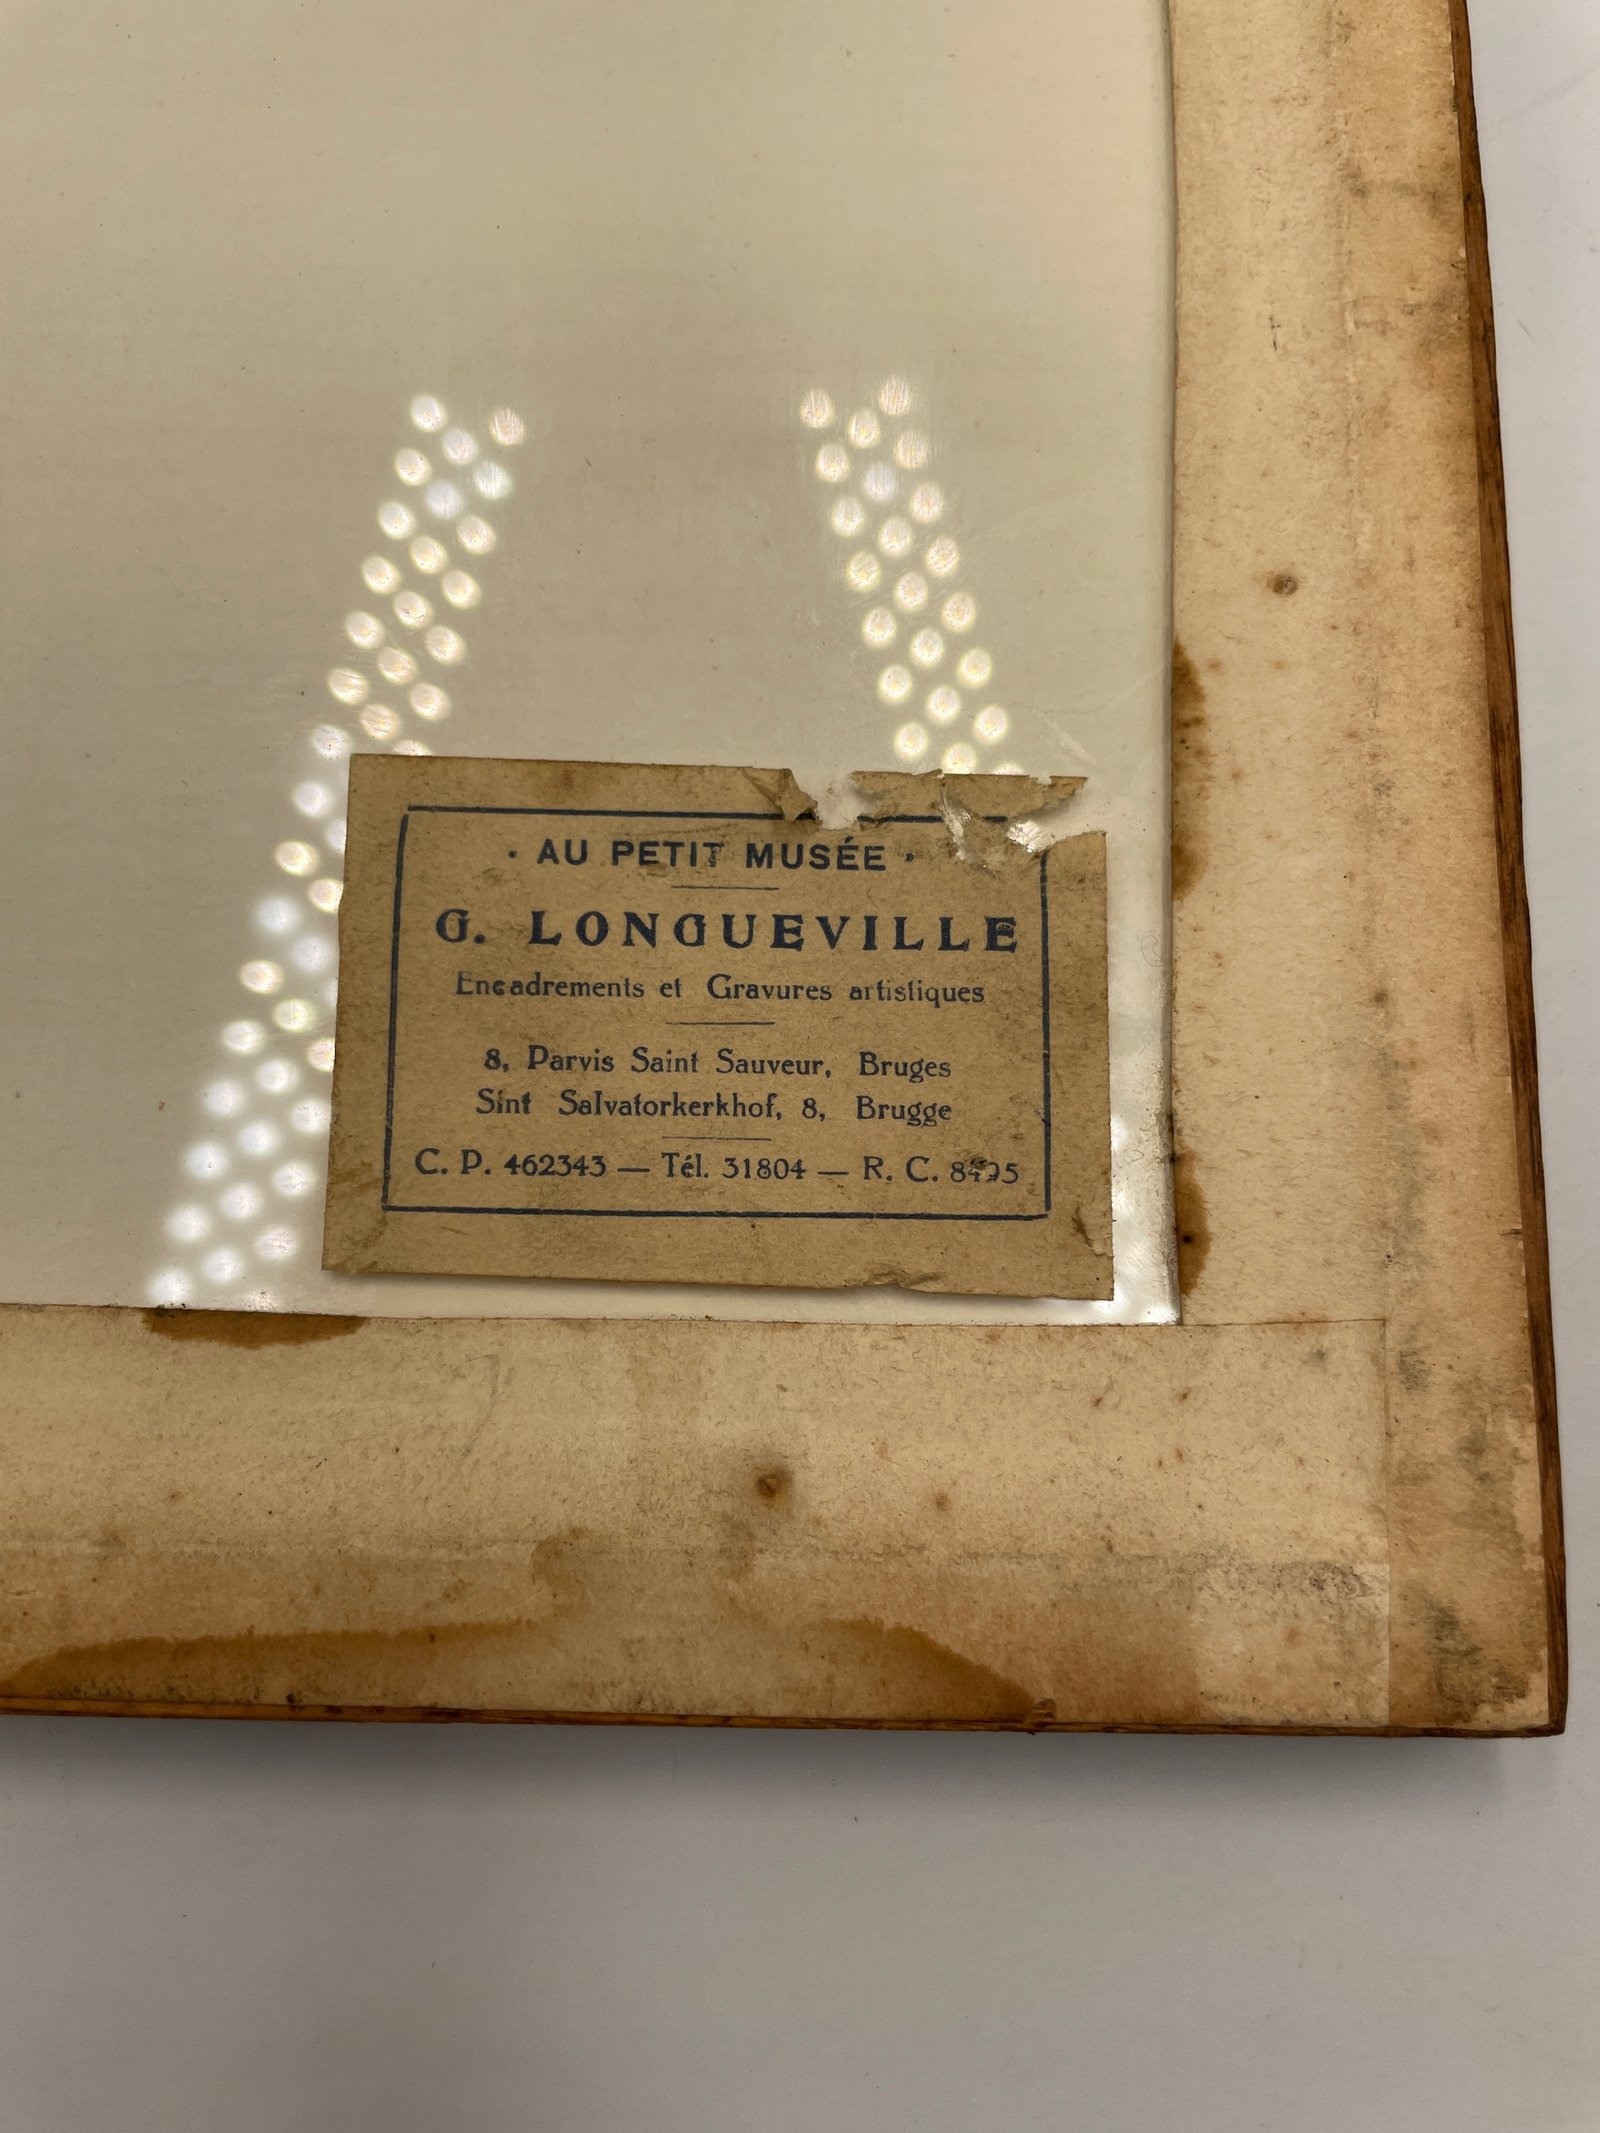 · AU PETIT MUSÉE ·
G. LONGUEVILLE
Encadrements et Gravures artistiques
8, Parvis Saint Sauveur, Bruges
Sint Salvatorkerkhof, 8, Brugge
C. P. 462343 — Tél. 31804 — R. C.